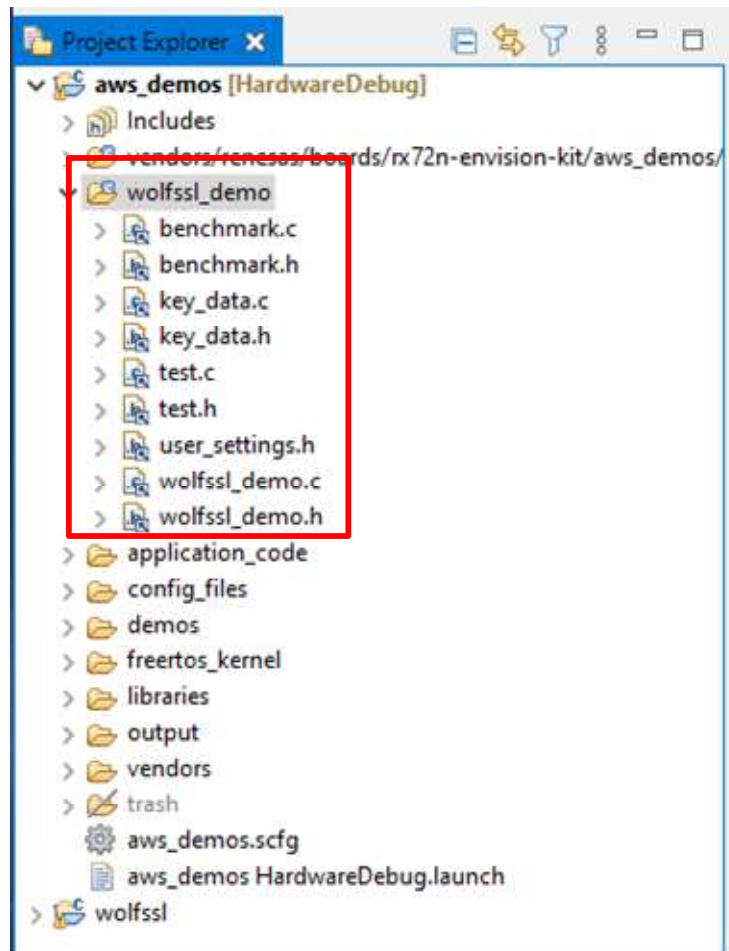 Project Explorer
aws_demos [HardwareDebug]
Includes
vendors/renesas/boards/rx72n-envision-kit/aws_demos/
wolfssl_demo
benchmark.c
benchmark.h
key_data.c
key_data.h
test.c
test.h
user_settings.h
wolfssl_demo.c
wolfssl_demo.h
application_code
config_files
demos
freertos_kernel
libraries
output
vendors
trash
aws_demos.scfg
aws_demos HardwareDebug.launch
wolfssl